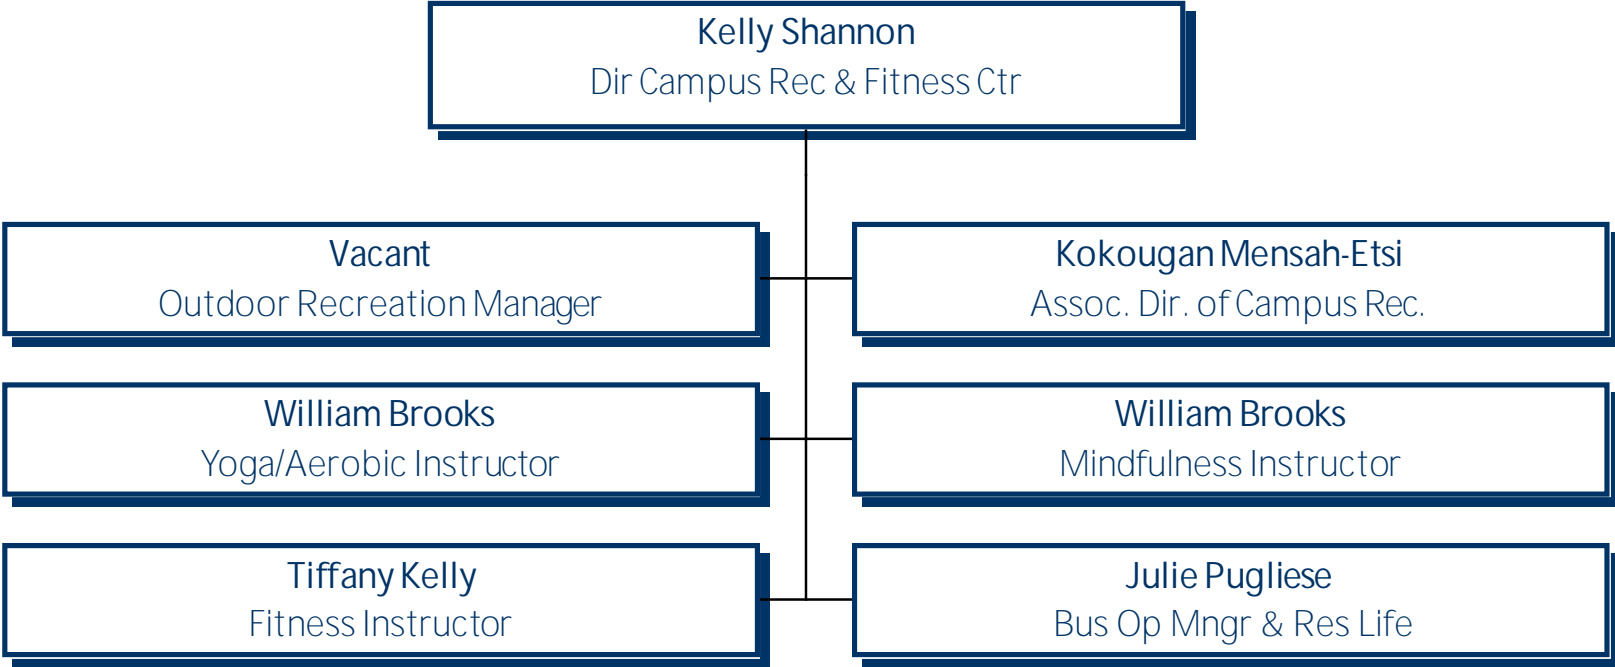 Kelly Shannon
Dir Campus Rec & Fitness Ctr
Vacant
Outdoor Recreation Manager
Kokougan Mensah-Etsi
Assoc. Dir. of Campus Rec.
William Brooks
Yoga/Aerobic Instructor
William Brooks
Mindfulness Instructor
Tiffany Kelly
Fitness Instructor
Julie Pugliese
Bus Op Mngr & Res Life